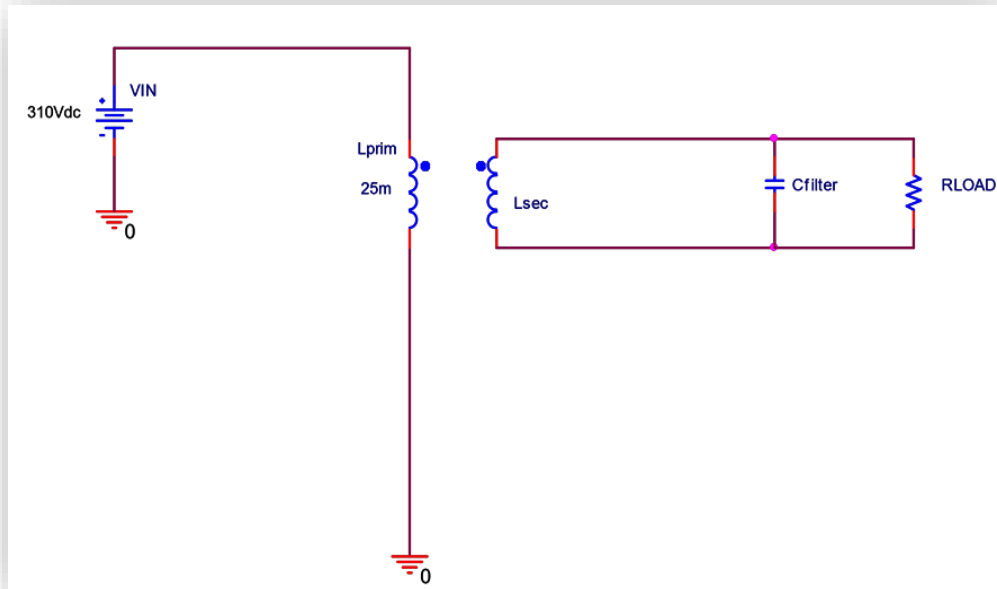 VIN
310Vdc
+
-
0
Lprim
25m
Lsec
Cfilter
RLOAD
0